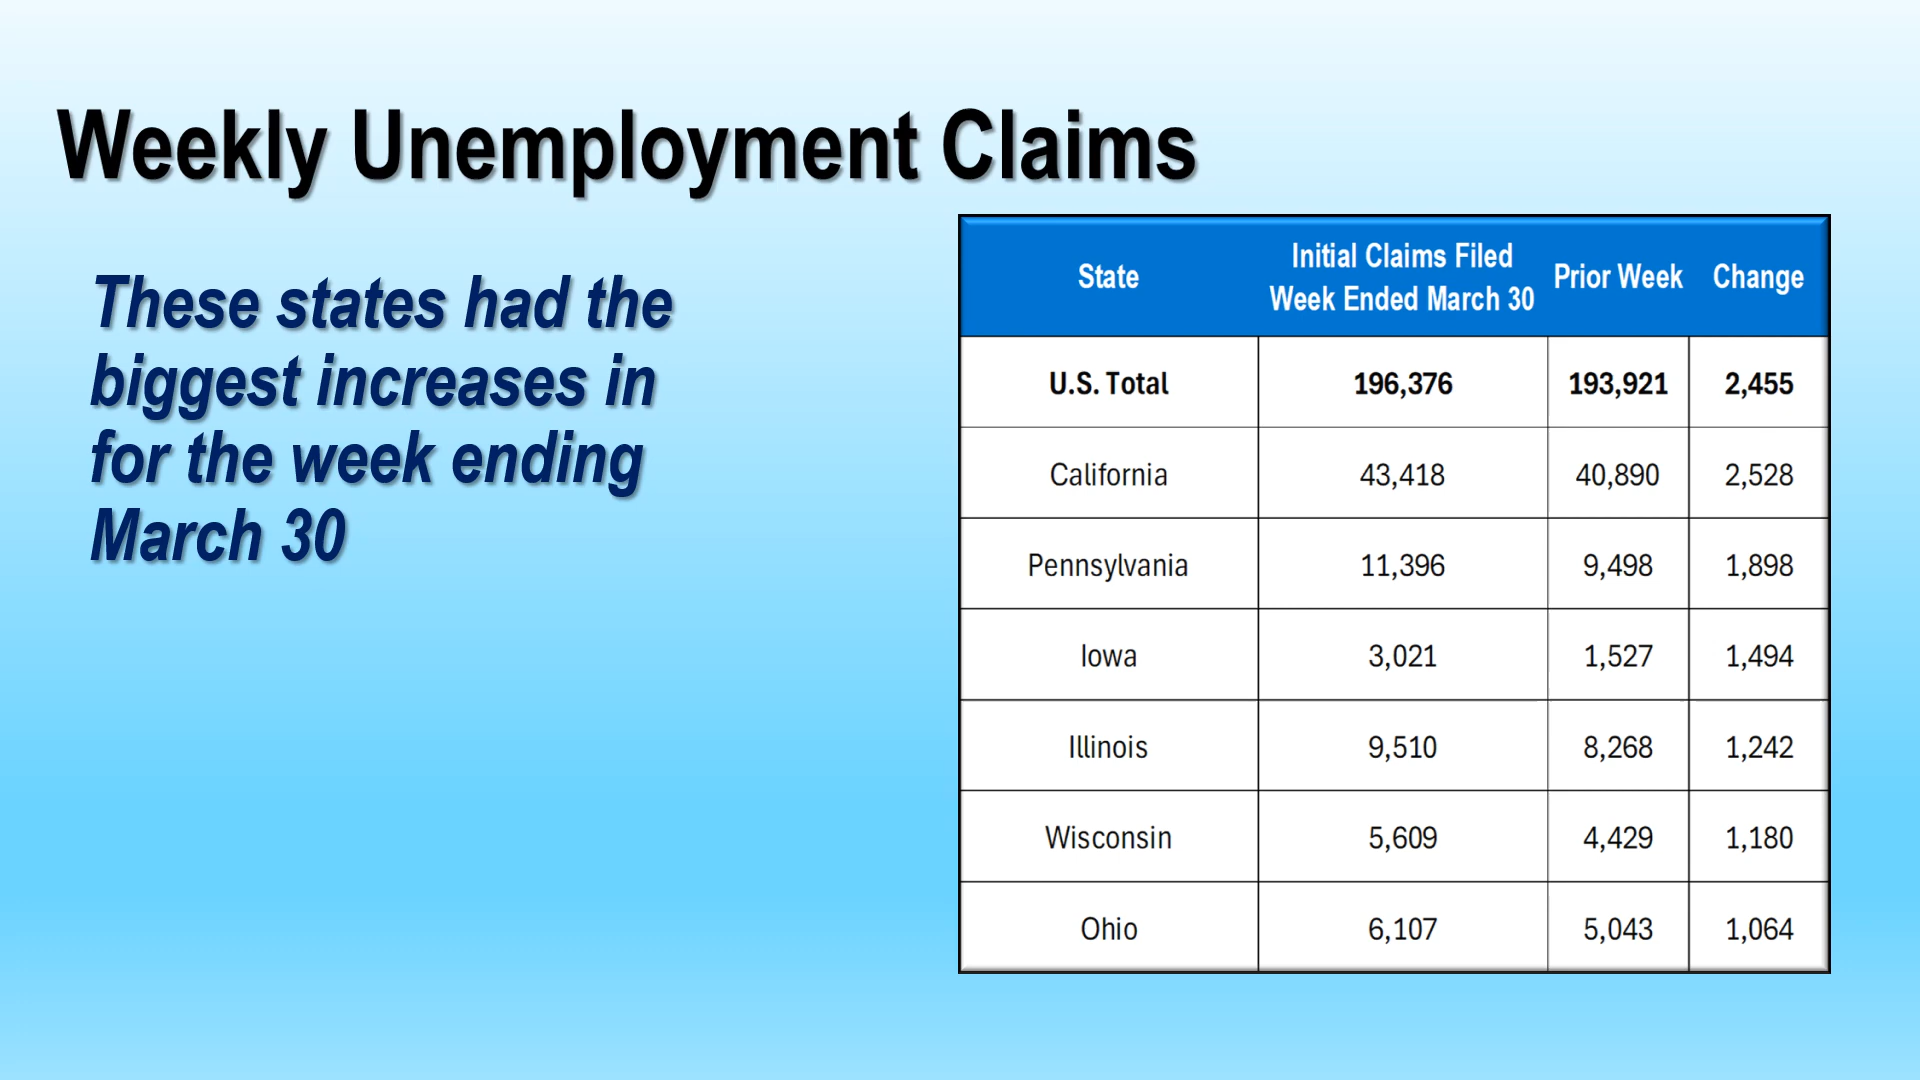 Weekly Unemployment Claims
These states had the
biggest increases in
for the week ending
March 30
State Initial Claims Filed Week Ended March 30 Prior Week Change
U.S. Total 196,376 193,921 2,455
California 43,418 40,890 2,528
Pennsylvania 11,396 9,498 1,898
Iowa 3,021 1,527 1,494
Illinois 9,510 8,268 1,242
Wisconsin 5,609 4,429 1,180
Ohio 6,107 5,043 1,064